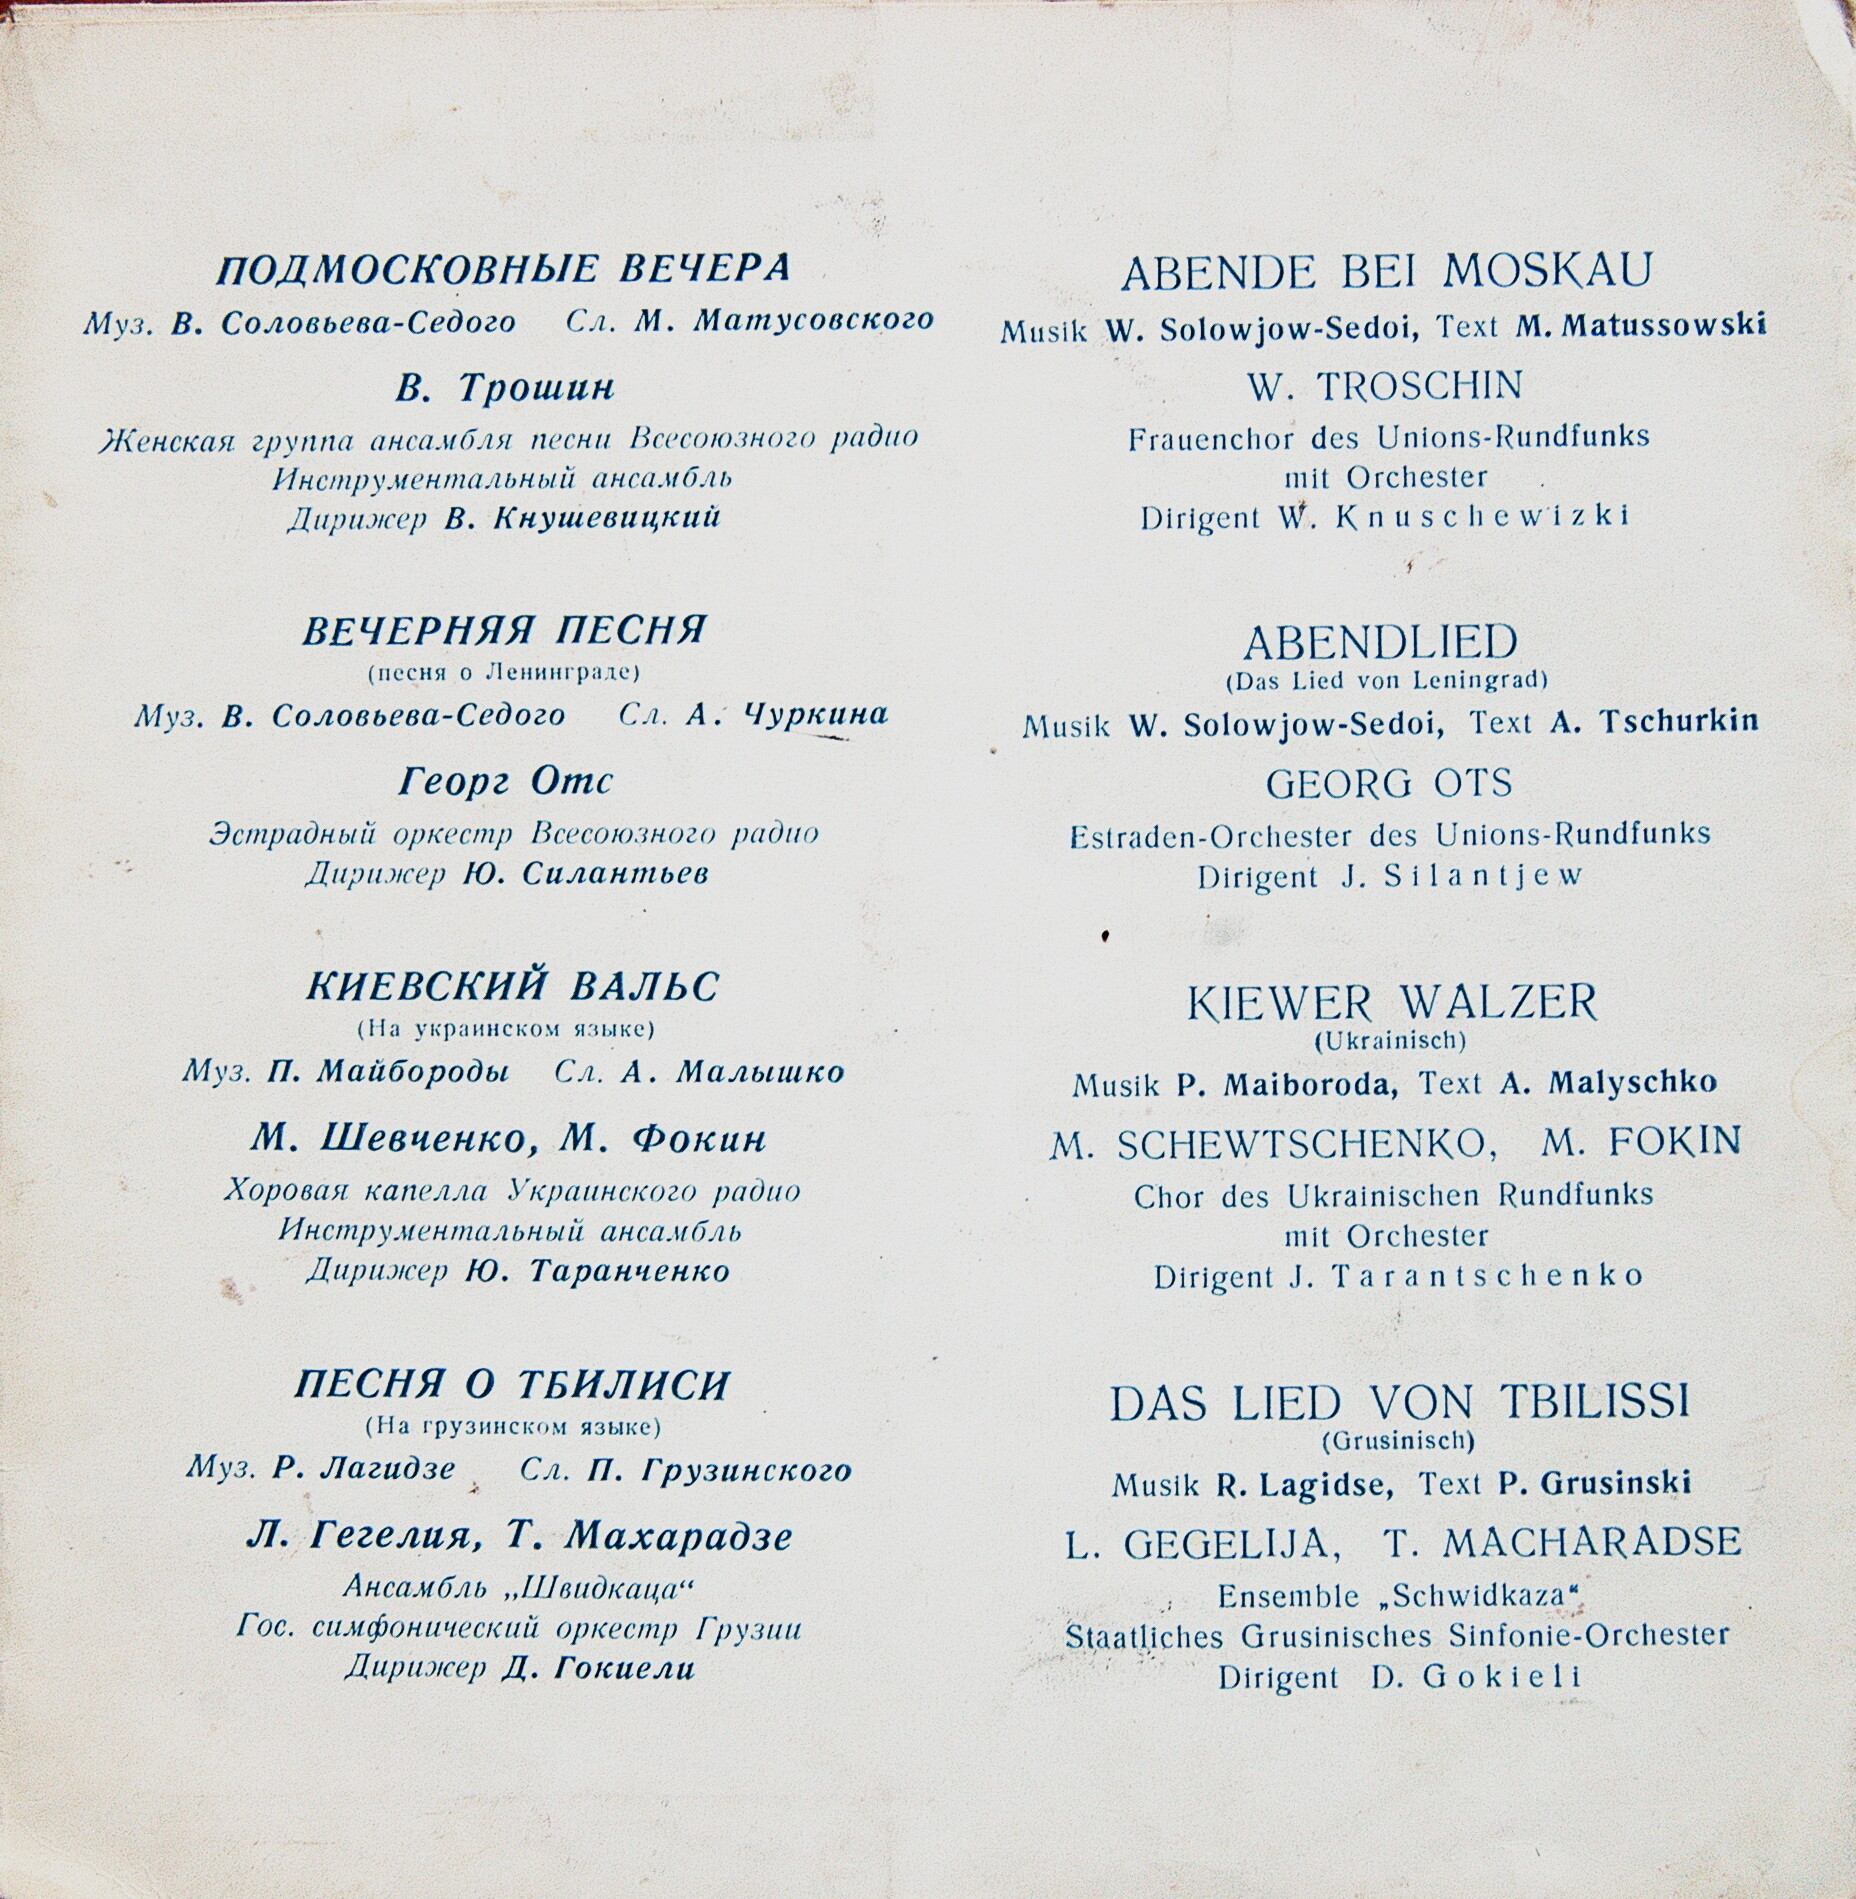 ПОДМОСКОВНЫЕ ВЕЧЕРА
Муз. В. Соловьева-Седого Сл. М. Матусовского
В. Трошин
Женская группа ансамбля песни Всесоюзного радио
Инструментальный ансамбль
Дирижер В. Кнушевицкий
ВЕЧЕРНЯЯ ПЕСНЯ
(песня о Ленинграде)
Муз. В. Соловьева-Седого Сл. А. Чуркина
Георг Отс
Эстрадный оркестр Всесоюзного радио
Дирижер Ю. Силантьев
КИЕВСКИЙ ВАЛЬС
(На украинском языке)
Муз. П. Майбороды Сл. А. Малышко
М. Шевченко, М. Фокин
Хоровая капелла Украинского радио
Инструментальный ансамбль
Дирижер Ю. Таранченко
ПЕСНЯ О ТБИЛИСИ
(На грузинском языке)
Муз. Р. Лагидзе Сл. П. Грузинского
Л. Гегелия, Т. Махарадзе
Ансамбль „Швидкаца“
Гос. симфонический оркестр Грузии
Дирижер Д. Гокиели
ABENDE BEI MOSKAU
Musik W. Solowjow-Sedoi, Text M. Matussowski
W. TROSCHIN
Frauenchor des Unions-Rundfunks
mit Orchester
Dirigent W. Knuschewizki
ABENDLIED
(Das Lied von Leningrad)
Musik W. Solowjow-Sedoi, Text A. Tschurkin
GEORG OTS
Estraden-Orchester des Unions-Rundfunks
Dirigent J. Silantjew
KIEWER WALZER
(Ukrainisch)
Musik P. Maiboroda, Text A. Malyschko
M. SCHEWTSCHENKO, M. FOKIN
Chor des Ukrainischen Rundfunks
mit Orchester
Dirigent J. Tarantschenko
DAS LIED VON TBILISSI
(Grusinisch)
Musik R. Lagidse, Text P. Grusinski
L. GEGELIJA, T. MACHARADSE
Ensemble „Schwidkaza“
Staatliches Grusinisches Sinfonie-Orchester
Dirigent D. Gokieli